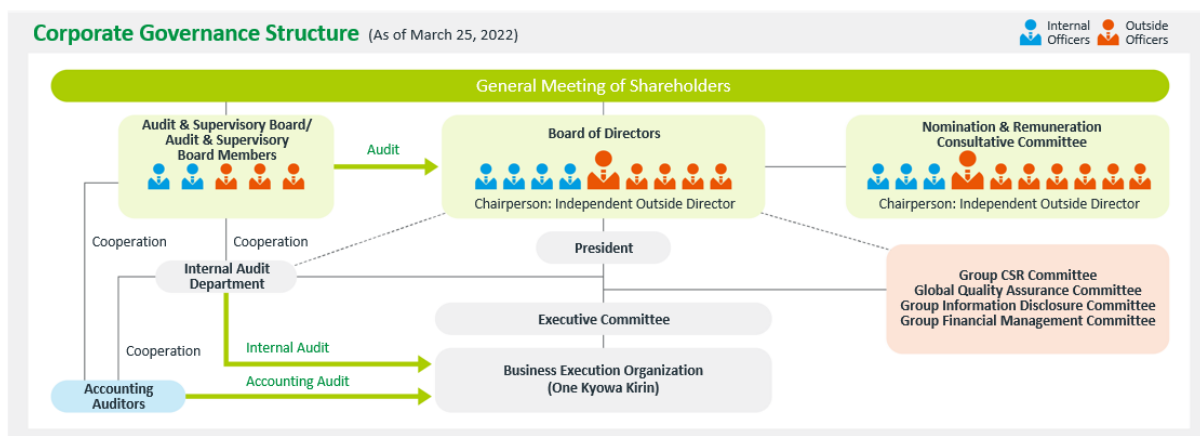 Corporate Governance Structure (As of March 25, 2022)
Internal
Officers
Outside
Officers
General Meeting of Shareholders
Audit & Supervisory Board/
Audit & Supervisory
Board Members
Audit
Board of Directors
Chairperson: Independent Outside Director
Nomination & Remuneration
Consultative Committee
Chairperson: Independent Outside Director
Cooperation
Cooperation
President
Internal Audit
Department
Group CSR Committee
Global Quality Assurance Committee
Group Information Disclosure Committee
Group Financial Management Committee
Executive Committee
Cooperation
Internal Audit
Business Execution Organization
(One Kyowa Kirin)
Accounting Audit
Accounting
Auditors